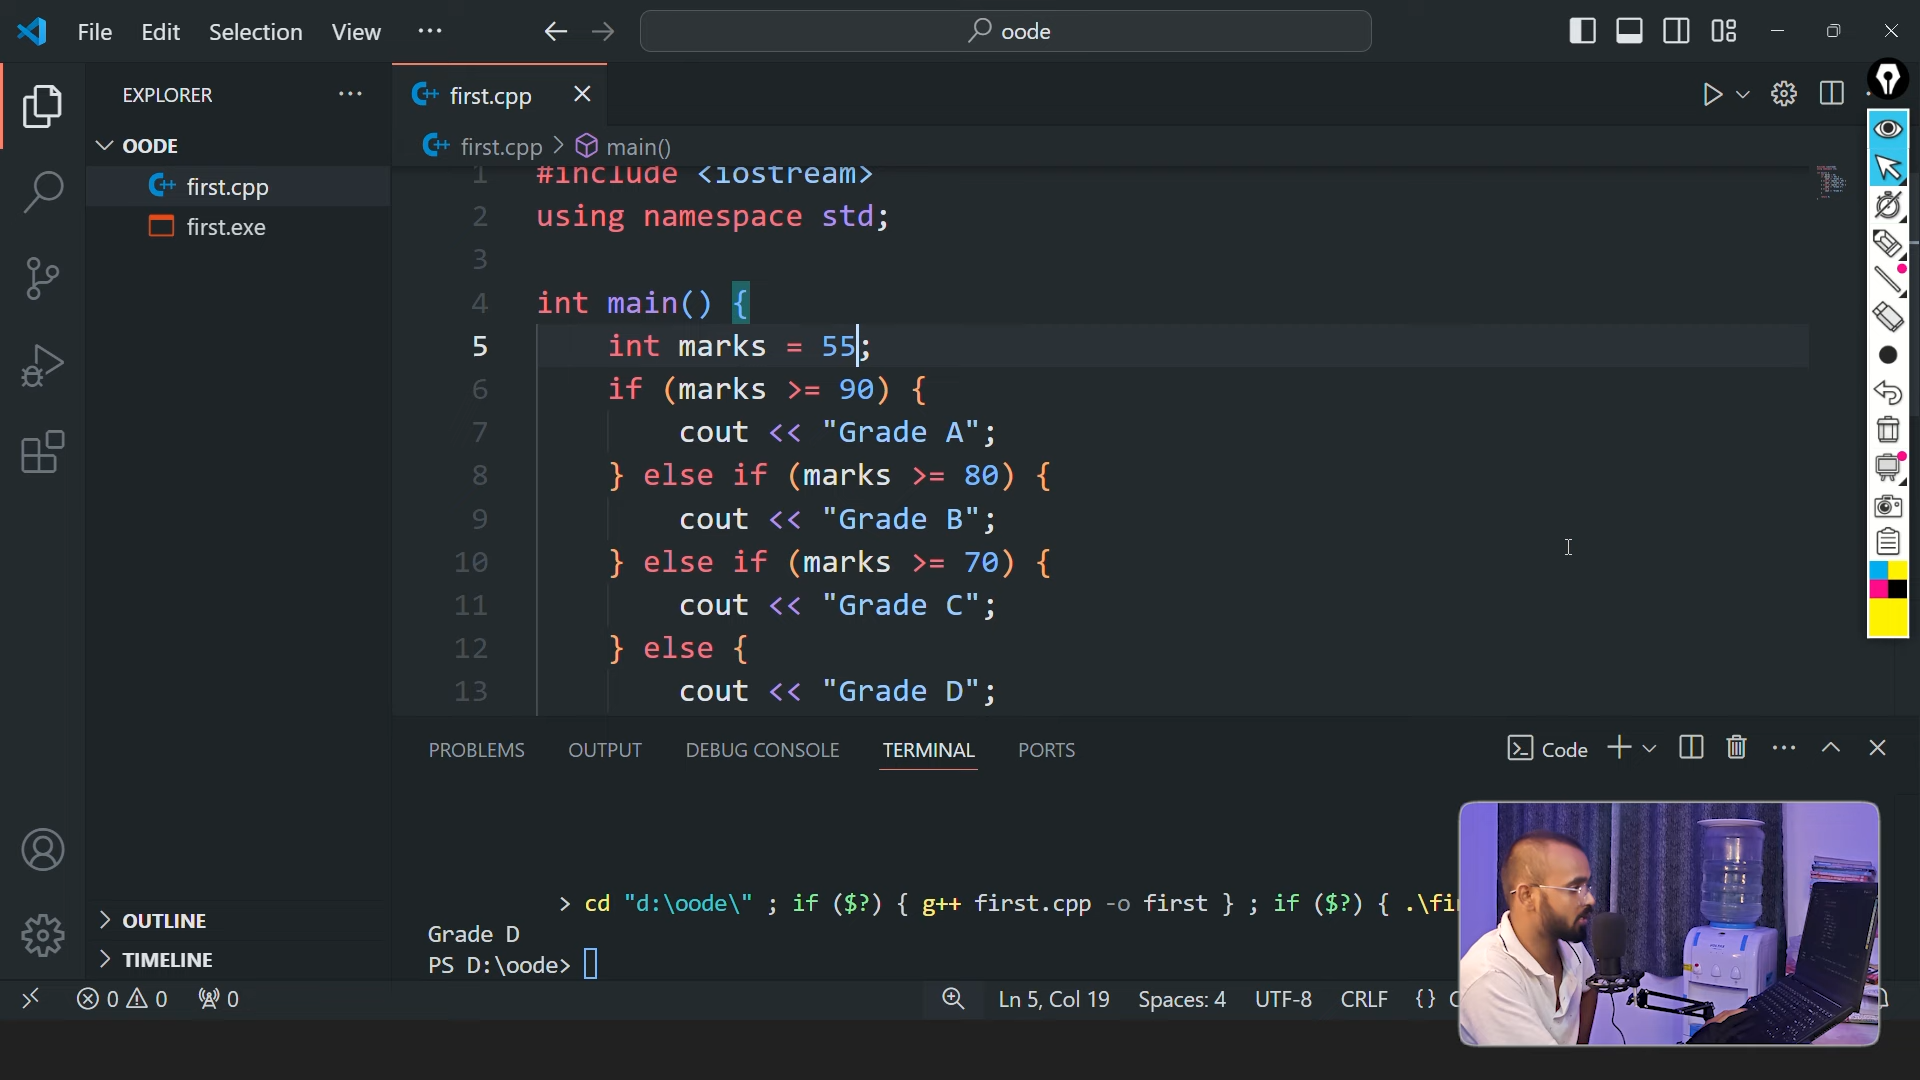 File Edit Selection View ···
oode
EXPLORER ···
OODE
first.cpp
first.exe
OUTLINE
TIMELINE
first.cpp
first.cpp > main()
1 #include <iostream>
2 using namespace std;
3
4 int main() {
5 int marks = 55;
6 if (marks >= 90) {
7 cout << "Grade A";
8 } else if (marks >= 80) {
9 cout << "Grade B";
10 } else if (marks >= 70) {
11 cout << "Grade C";
12 } else {
13 cout << "Grade D";
PROBLEMS OUTPUT DEBUG CONSOLE TERMINAL PORTS
Code
> cd "d:\oode\" ; if ($?) { g++ first.cpp -o first } ; if ($?) { .\fi
Grade D
PS D:\oode>
0 0 0
Ln 5, Col 19 Spaces: 4 UTF-8 CRLF {}